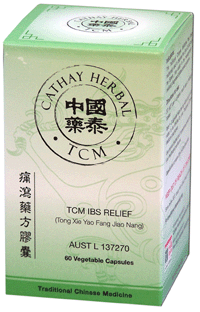 CATHAY HERBAL
中國
藥泰
TCM
TCM IBS RELIEF
(Tong Xie Yao Fang Jiao Nang)
AUST L 137270
60 Vegetable Capsules
Traditional Chinese Medicine
痛瀉藥方膠囊